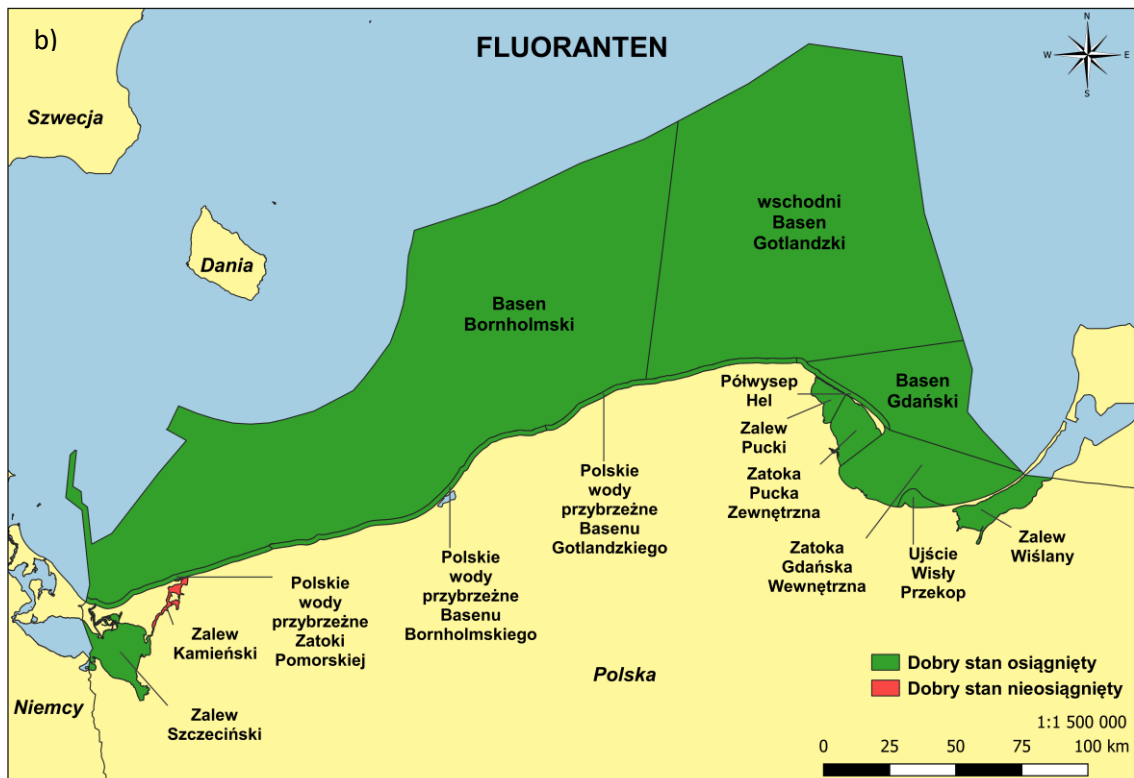 b)
FLUORANTEN
N
W
E
S
Szwecja
Dania
wschodni
Basen
Gotlandzki
Basen
Bornholmski
Półwysep
Hel
Basen
Gdański
Zalew
Pucki
Zatoka
Pucka
Zewnętrzna
Polskie
wody
przybrzeżne
Basenu
Gotlandzkiego
Zatoka
Gdańska
Wewnętrzna
Ujście
Wisły
Przekop
Zalew
Wiślany
Polskie
wody
przybrzeżne
Basenu
Bornholmskiego
Polskie
wody
przybrzeżne
Zatoki
Pomorskiej
Zalew
Kamieński
Zalew
Szczeciński
Niemcy
Polska
Dobry stan osiągnięty
Dobry stan nieosiągnięty
1:1 500 000
0 25 50 75 100 km